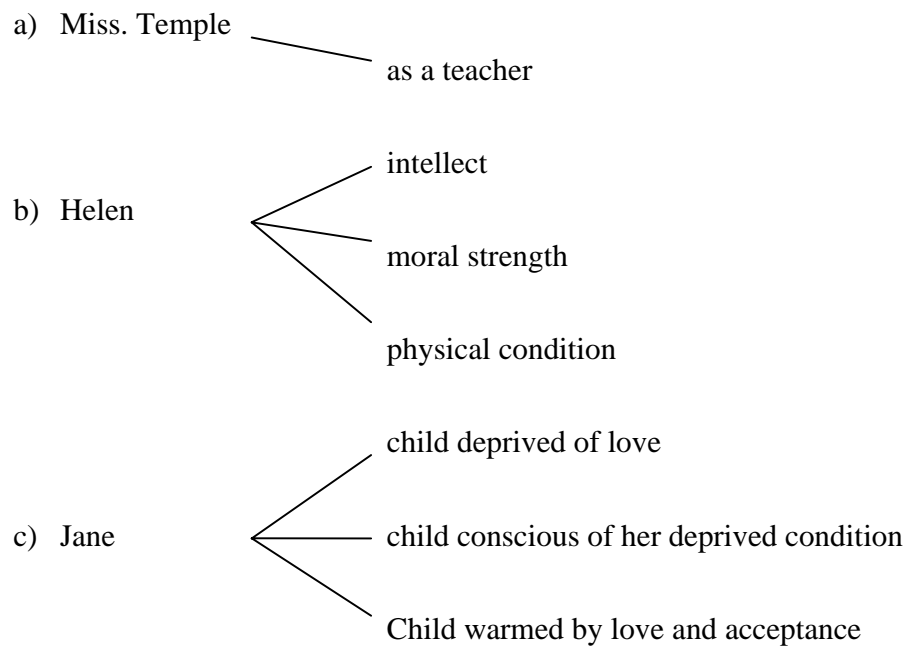 a) Miss. Temple
as a teacher
intellect
b) Helen
moral strength
physical condition
child deprived of love
c) Jane
child conscious of her deprived condition
Child warmed by love and acceptance